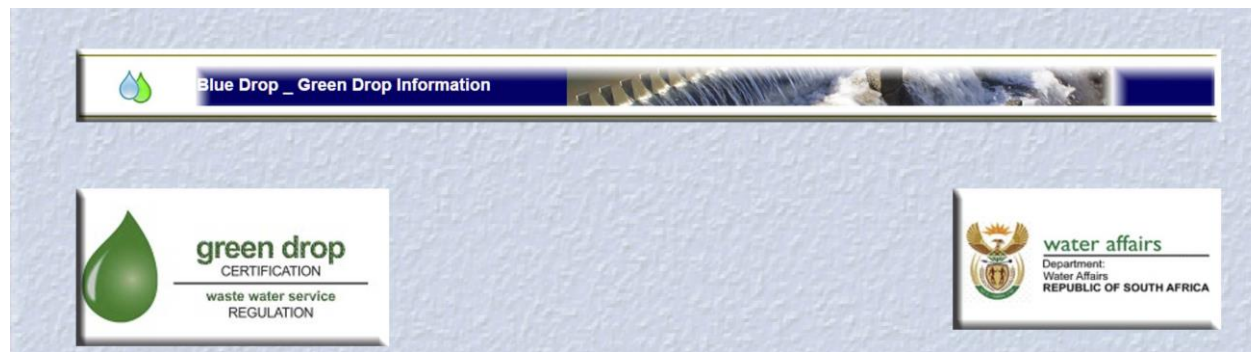 Blue Drop _ Green Drop Information
green drop
CERTIFICATION
waste water service
REGULATION
water affairs
Department:
Water Affairs
REPUBLIC OF SOUTH AFRICA